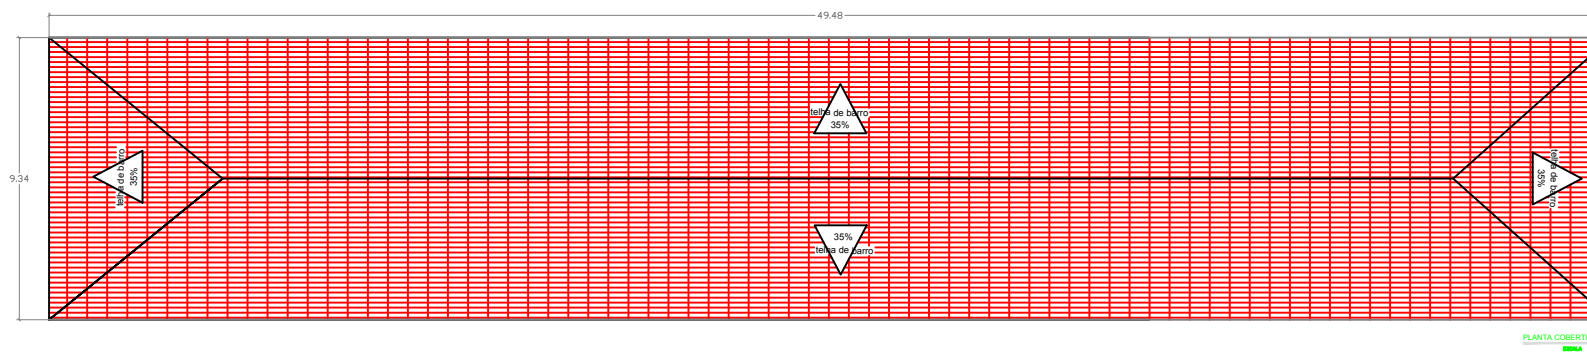 49.48
telha de barro
35%
9.34
telha de barro
35%
telha de barro
35%
35%
telha de barro
PLANTA COBERT
ESCALA